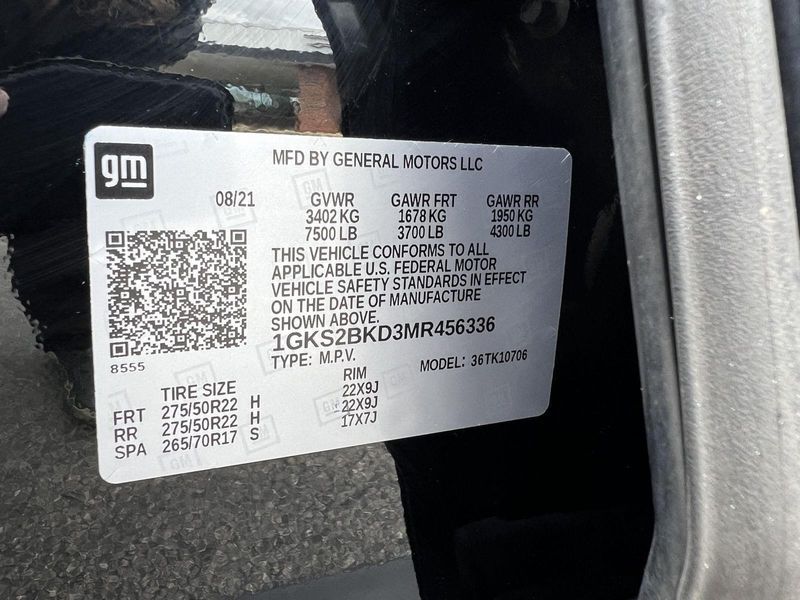 gm
MFD BY GENERAL MOTORS LLC
08/21 GVWR GAWR FRT GAWR RR
3402 KG 1678 KG 1950 KG
7500 LB 3700 LB 4300 LB
THIS VEHICLE CONFORMS TO ALL
APPLICABLE U.S. FEDERAL MOTOR
VEHICLE SAFETY STANDARDS IN EFFECT
ON THE DATE OF MANUFACTURE
SHOWN ABOVE.
1GKS2BKD3MR456336
8555
TYPE: M.P.V. MODEL: 36TK10706
TIRE SIZE RIM
FRT 275/50R22 H 22X9J
RR 275/50R22 H 22X9J
SPA 265/70R17 S 17X7J